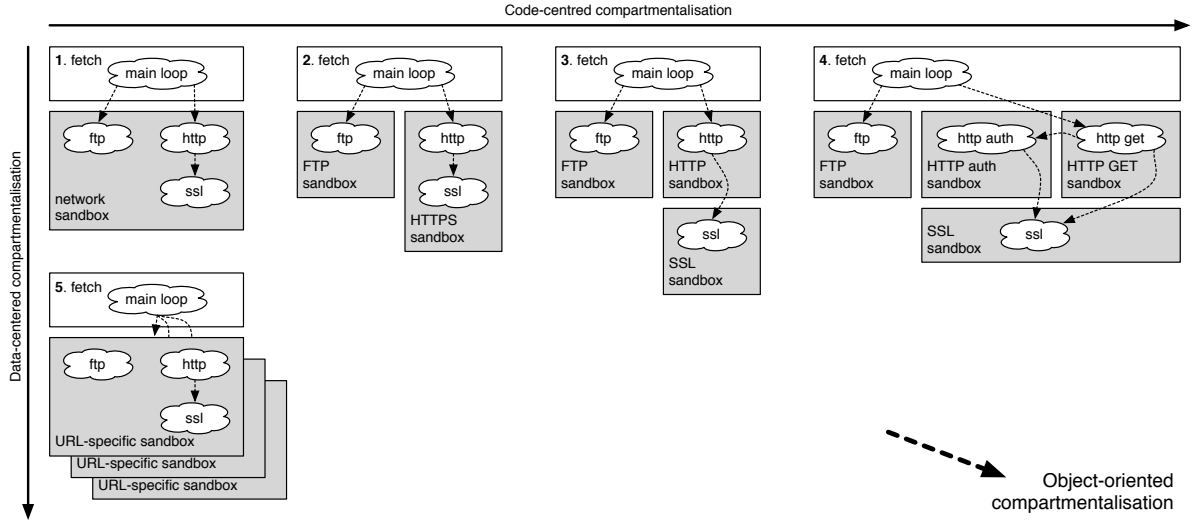 Code-centred compartmentalisation
Data-centered compartmentalisation
1. fetch
main loop
ftp
http
ssl
network
sandbox
2. fetch
main loop
ftp
FTP
sandbox
http
ssl
HTTPS
sandbox
3. fetch
main loop
ftp
FTP
sandbox
http
HTTP
sandbox
ssl
SSL
sandbox
4. fetch
main loop
ftp
FTP
sandbox
http auth
HTTP auth
sandbox
http get
HTTP GET
sandbox
SSL
sandbox
ssl
5. fetch
main loop
ftp
http
ssl
URL-specific sandbox
URL-specific sandbox
URL-specific sandbox
Object-oriented
compartmentalisation